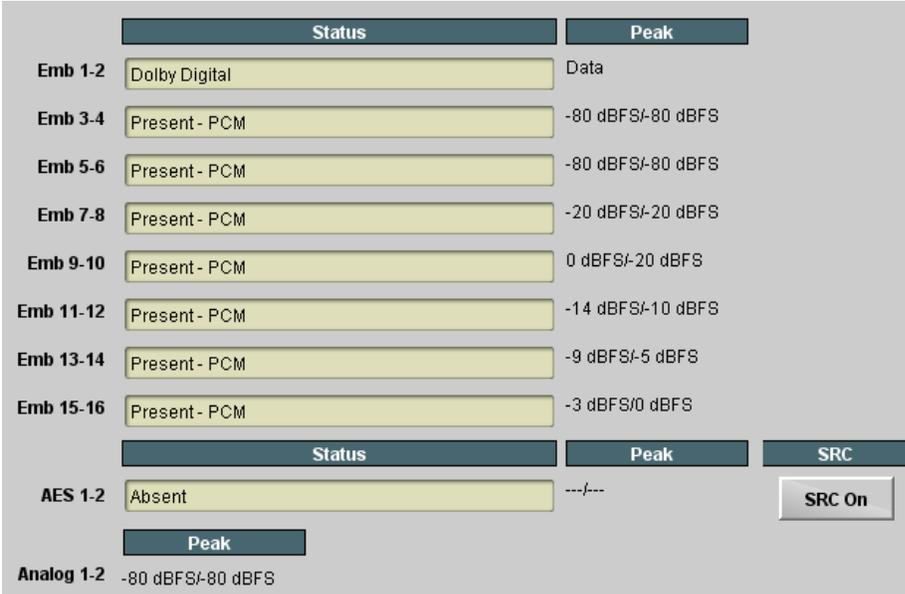 Status Peak
Emb 1-2 Dolby Digital Data
Emb 3-4 Present - PCM -80 dBFS/-80 dBFS
Emb 5-6 Present - PCM -80 dBFS/-80 dBFS
Emb 7-8 Present - PCM -20 dBFS/-20 dBFS
Emb 9-10 Present - PCM 0 dBFS/-20 dBFS
Emb 11-12 Present - PCM -14 dBFS/-10 dBFS
Emb 13-14 Present - PCM -9 dBFS/-5 dBFS
Emb 15-16 Present - PCM -3 dBFS/0 dBFS
Status Peak SRC
AES 1-2 Absent ---/--- SRC On
Peak
Analog 1-2 -80 dBFS/-80 dBFS